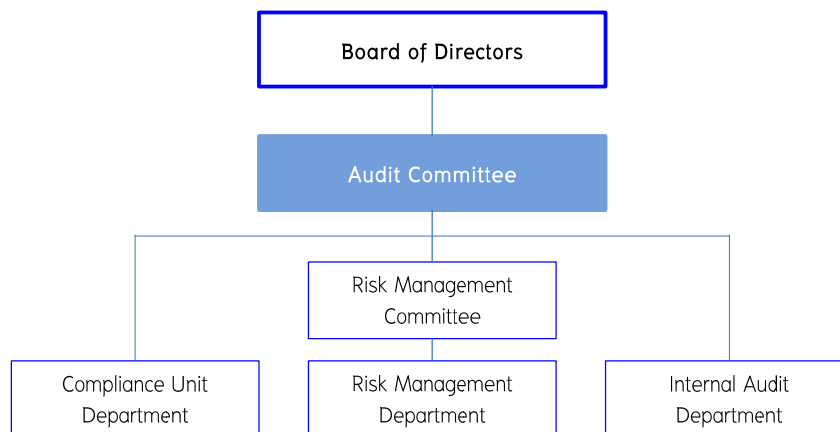 Board of Directors
Audit Committee
Risk Management
Committee
Compliance Unit
Department
Risk Management
Department
Internal Audit
Department